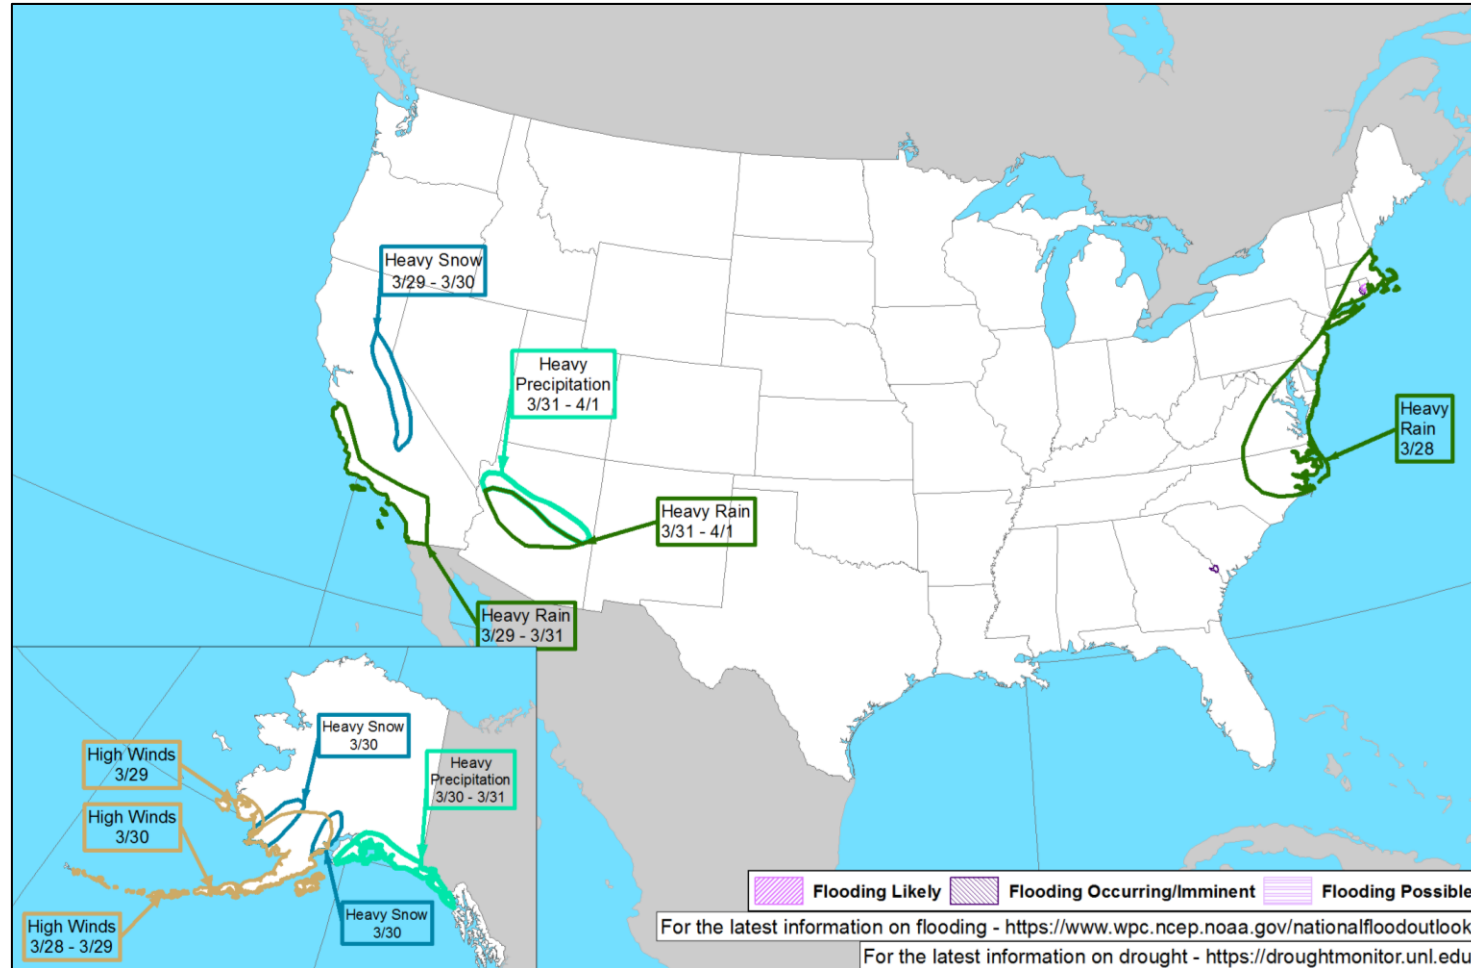 Heavy Snow
3/29 - 3/30
Heavy
Precipitation
3/31 - 4/1
Heavy
Rain
3/28
Heavy Rain
3/31 - 4/1
Heavy Rain
3/29 - 3/31
Heavy Snow
3/30
High Winds
3/29
Heavy
Precipitation
3/30 - 3/31
High Winds
3/30
High Winds
3/28 - 3/29
Heavy Snow
3/30
Flooding Likely Flooding Occurring/Imminent Flooding Possible
For the latest information on flooding - https://www.wpc.ncep.noaa.gov/nationalfloodoutlook
For the latest information on drought - https://droughtmonitor.unl.edu